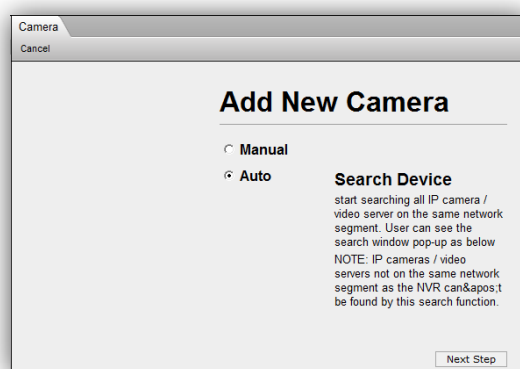 Camera
Cancel
Add New Camera
Manual
Auto
Search Device
start searching all IP camera /
video server on the same network
segment. User can see the
search window pop-up as below
NOTE: IP cameras / video
servers not on the same network
segment as the NVR can&apos;t
be found by this search function.
Next Step